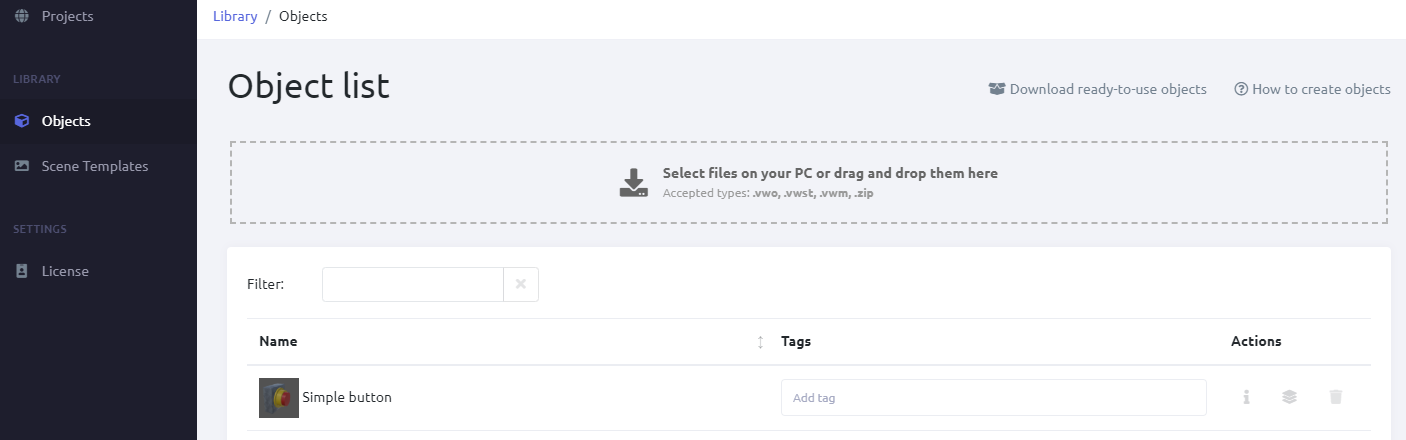 Projects
Library / Objects
LIBRARY
Objects
Scene Templates
SETTINGS
License
Object list
Download ready-to-use objects
How to create objects
Select files on your PC or drag and drop them here
Accepted types: .vwo, .vwst, .vwm, .zip
Filter:
Name Tags Actions
Simple button Add tag